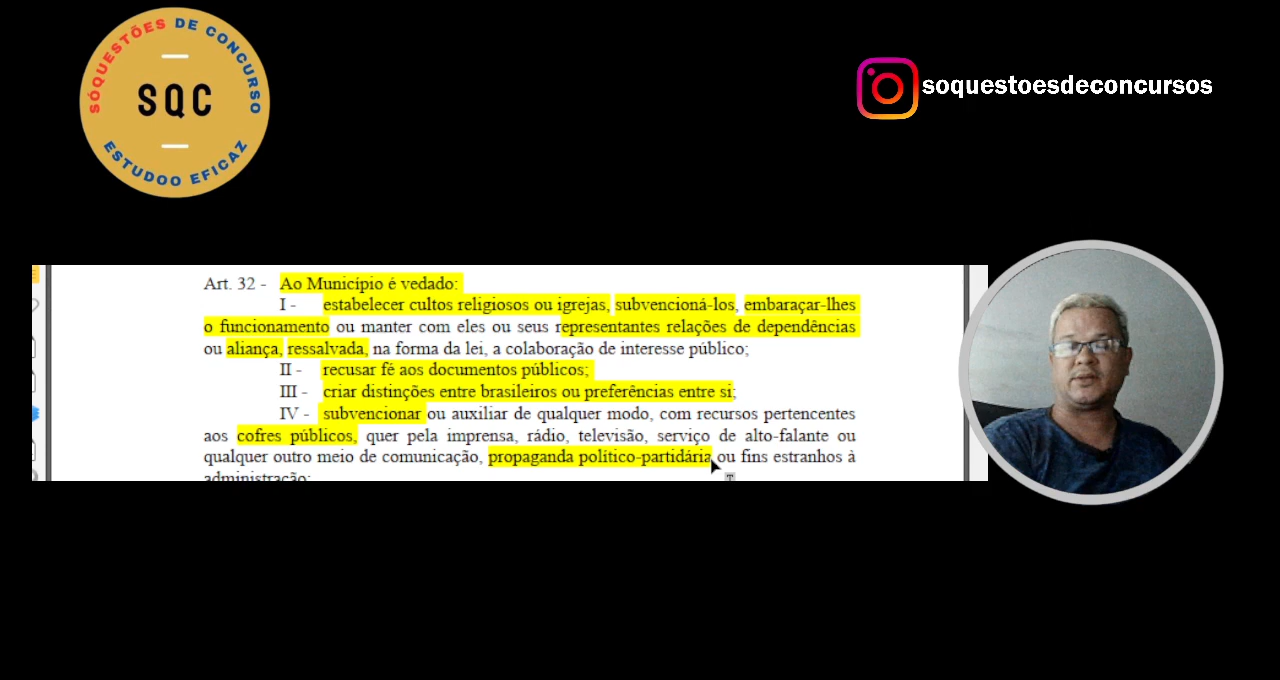 SÓQUESTÕES DE CONCURSO
SQC
ESTUDOO EFICAZ
soquestoesdeconcursos
Art. 32 - Ao Município é vedado:
I - estabelecer cultos religiosos ou igrejas, subvencioná-los, embaraçar-lhes
o funcionamento ou manter com eles ou seus representantes relações de dependências
ou aliança, ressalvada, na forma da lei, a colaboração de interesse público;
II - recusar fé aos documentos públicos;
III - criar distinções entre brasileiros ou preferências entre si;
IV - subvencionar ou auxiliar de qualquer modo, com recursos pertencentes
aos cofres públicos, quer pela imprensa, rádio, televisão, serviço de alto-falante ou
qualquer outro meio de comunicação, propaganda político-partidária ou fins estranhos à
administração;